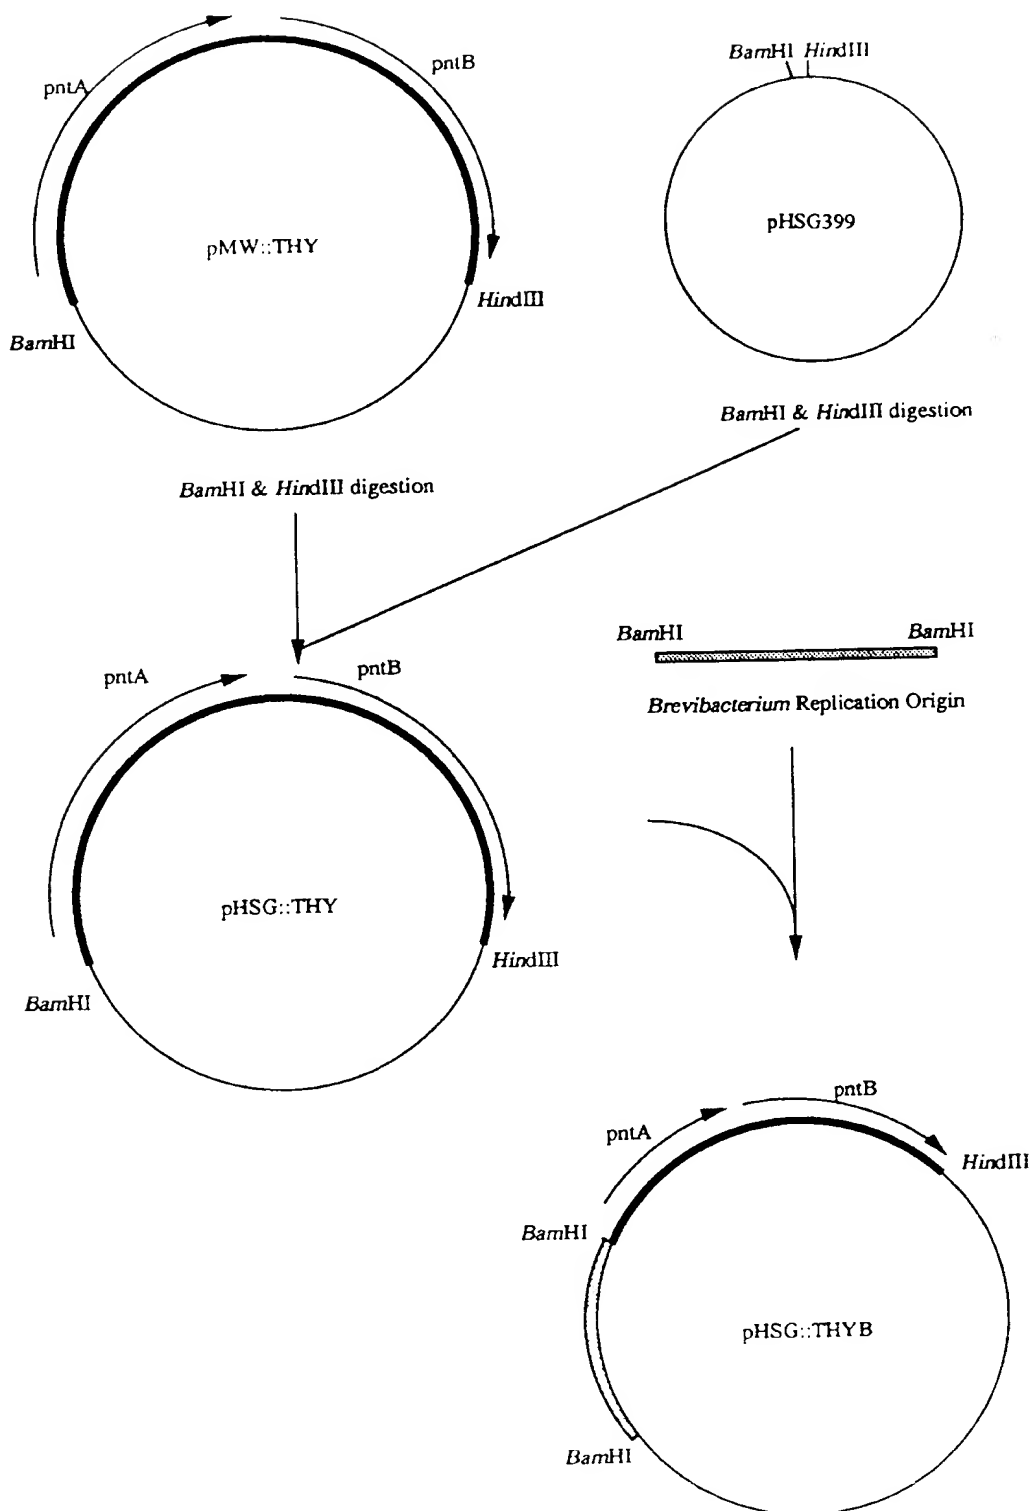 pntA
pntB
pMW::THY
BamHI
HindIII
BamHI HindIII
pHSG399
BamHI & HindIII digestion
BamHI & HindIII digestion
BamHI
BamHI
Brevibacterium Replication Origin
pntA
pntB
pHSG::THY
BamHI
HindIII
pntA
pntB
HindIII
BamHI
pHSG::THYB
BamHI